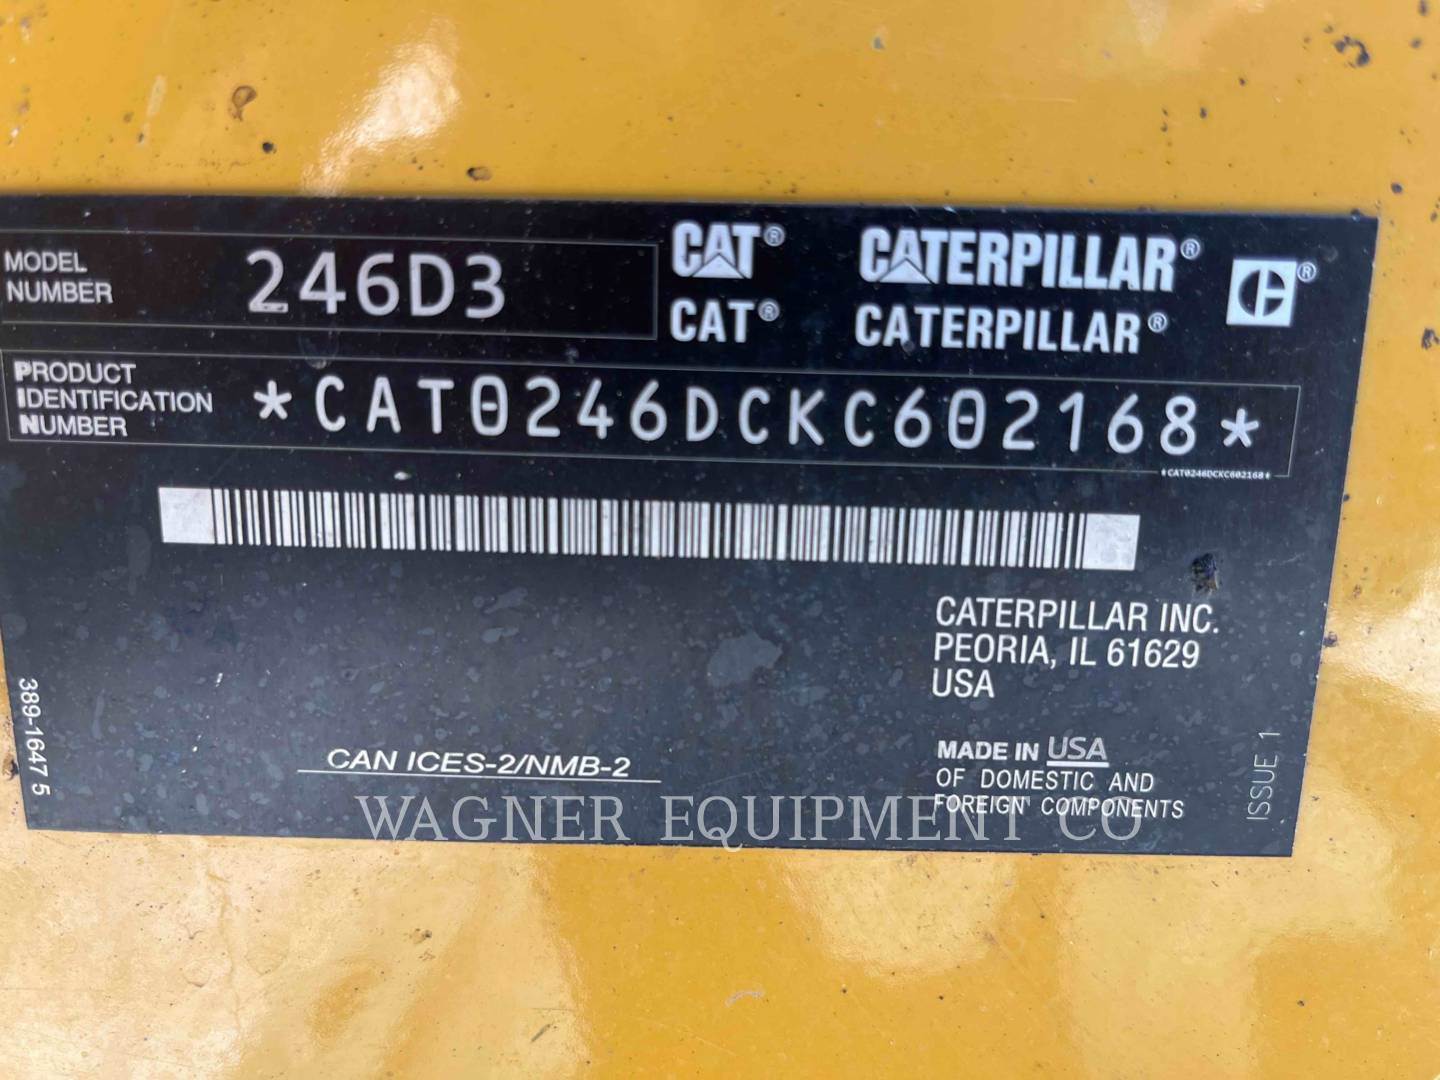 MODEL
NUMBER
246D3
CAT® CATERPILLAR® ®
CAT® CATERPILLAR®
PRODUCT
IDENTIFICATION
NUMBER
*CAT0246DCKC602168*
*CAT0246DCKC602168*
CATERPILLAR INC.
PEORIA, IL 61629
USA
389-1647 5
CAN ICES-2/NMB-2
MADE IN USA
OF DOMESTIC AND
FOREIGN COMPONENTS
ISSUE 1
WAGNER EQUIPMENT CO